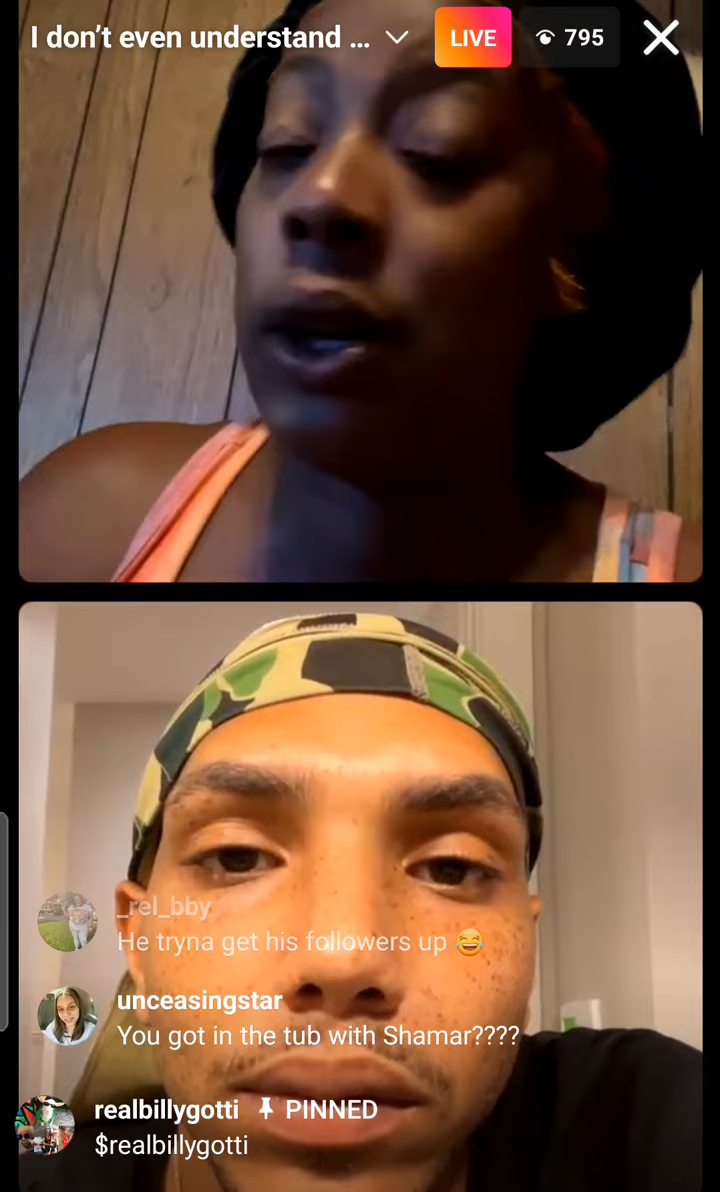 I don’t even understand ...
LIVE
795
_rel_bby
He tryna get his followers up 😂
unceasingstar
You got in the tub with Shamar????
realbillygotti PINNED
$realbillygotti